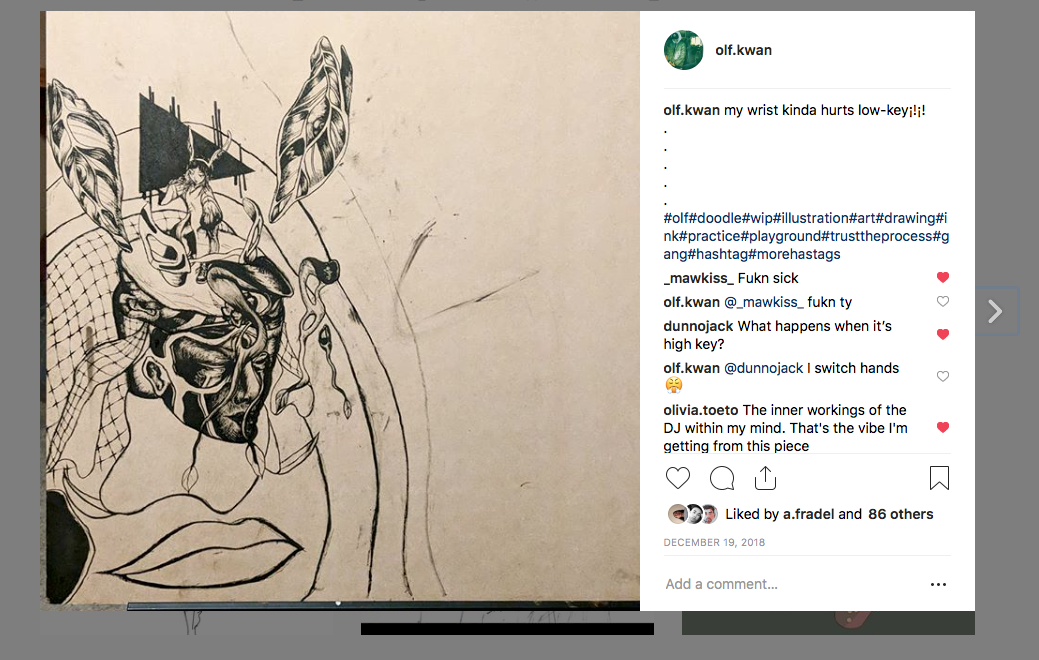 olf.kwan
olf.kwan my wrist kinda hurts low-key¡!¡!
.
.
.
.
.
#olf#doodle#wip#illustration#art#drawing#i
nk#practice#playground#trusttheprocess#g
ang#hashtag#morehastags
_mawkiss_ Fukn sick
olf.kwan @_mawkiss_ fukn ty
dunnojack What happens when it's
high key?
olf.kwan @dunnojack I switch hands
😤
olivia.toeto The inner workings of the
DJ within my mind. That's the vibe I'm
getting from this piece
Liked by a.fradel and 86 others
DECEMBER 19, 2018
Add a comment...